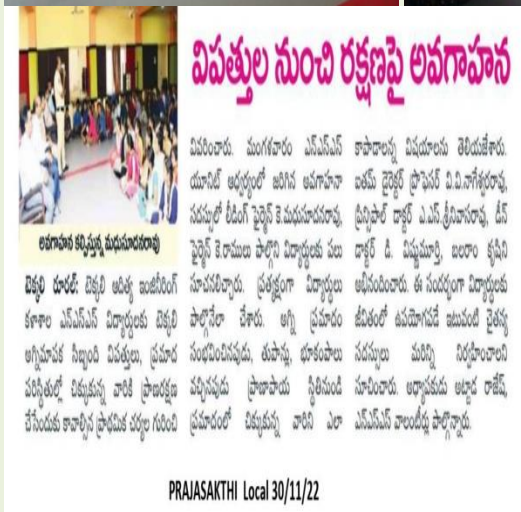 విపత్తుల నుంచి రక్షణపై అవగాహన
అవగాహన కల్పిస్తున్న మధుసూదనరావు
టెక్కలి రూరల్: టెక్కలి ఆదిత్య ఇంజనీరింగ్
కళాశాల ఎన్ఎస్ఎస్ విద్యార్థులకు టెక్కలి
అగ్నిమాపక సిబ్బంది విపత్తులు, ప్రమాద
పరిస్థితుల్లో చిక్కుకున్న వారికి ప్రాణరక్షణ
చేసేందుకు కావాల్సిన ప్రాథమిక చర్యల గురించి
వివరించారు. మంగళవారం ఎన్ఎస్ఎస్
యూనిట్ ఆధ్వర్యంలో జరిగిన అవగాహనా
సదస్సులో లీడింగ్ ఫైర్మెన్ కె.మధుసూదనరావు,
ఫైర్మెన్ కె.రాములు పాల్గొని విద్యార్థులకు పలు
సూచనలిచ్చారు. ప్రత్యక్షంగా విద్యార్థులు
పాల్గొనేలా చేశారు. అగ్ని ప్రమాదం
సంభవించినపుడు, తుపాన్లు, భూకంపాలు
వచ్చినపుడు ప్రాణాపాయ స్థితినుండి
ప్రమాదంలో చిక్కుకున్న వారిని ఎలా
కాపాడాలన్న విషయాలను తెలియజేశారు.
ఐతమ్ డైరెక్టర్ ప్రొఫెసర్ వి.వి.నాగేశ్వరరావు,
ప్రిన్సిపాల్ డాక్టర్ ఎ.ఎస్.శ్రీనివాసరావు, డీన్
డాక్టర్ డి. విష్ణుమూర్తి, బలరాం కృషిని
అభినందించారు. ఈ సందర్భంగా విద్యార్థులకు
జీవితంలో ఉపయోగపడే ఇటువంటి చైతన్య
సదస్సులు మరిన్ని నిర్వహించాలని
సూచించారు. అధ్యాపకుడు రాజేష్,
ఎన్ఎస్ఎస్ వాలంటీర్లు పాల్గొన్నారు.
PRAJASAKTHI Local 30/11/22